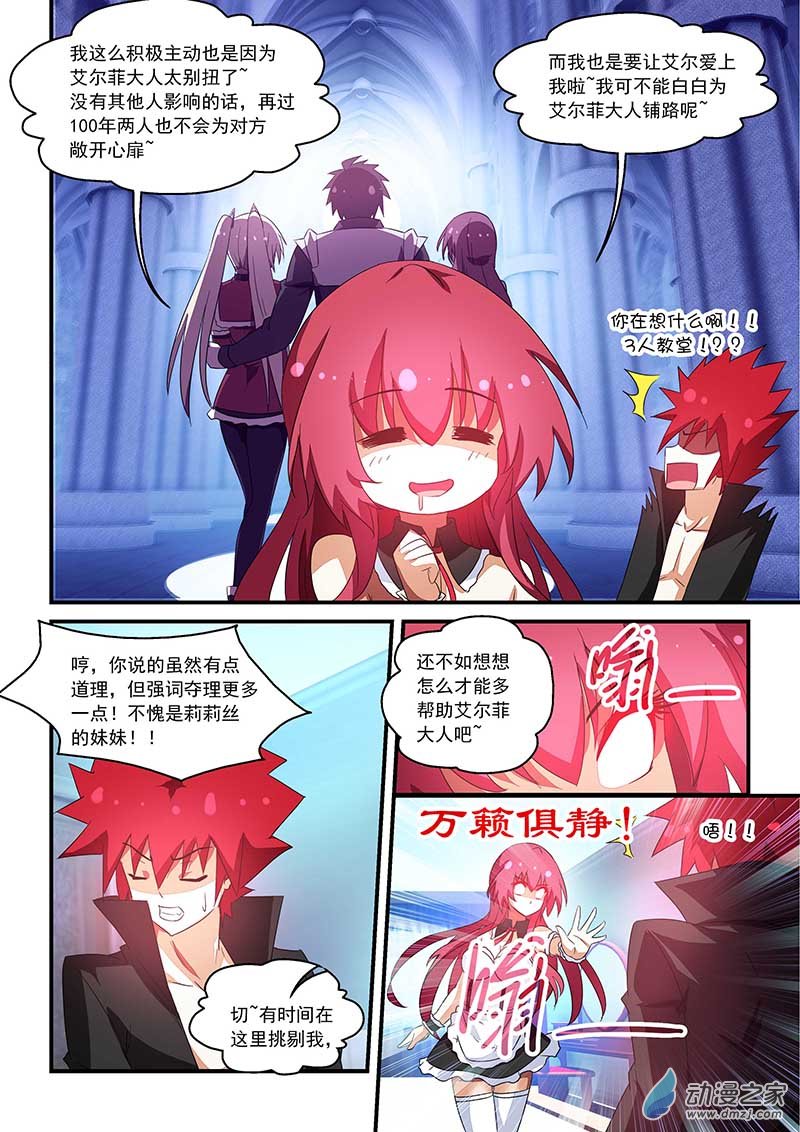 我这么积极主动也是因为
艾尔菲大人太别扭了~
没有其他人影响的话，再过
100年两人也不会为对方
敞开心扉~
而我也是要让艾尔爱上
我啦~我可不能白白为
艾尔菲大人铺路呢~
你在想什么啊！！
3人教堂！？？
哼，你说的虽然有点
道理，但强词夺理更多
一点！不愧是莉莉丝
的妹妹！！
切~有时间在
这里挑剔我，
还不如想想
怎么才能多
帮助艾尔菲
大人吧~
嗡——
万籁俱静！
唔！！
嗡——
动漫之家
www.dmzj.com